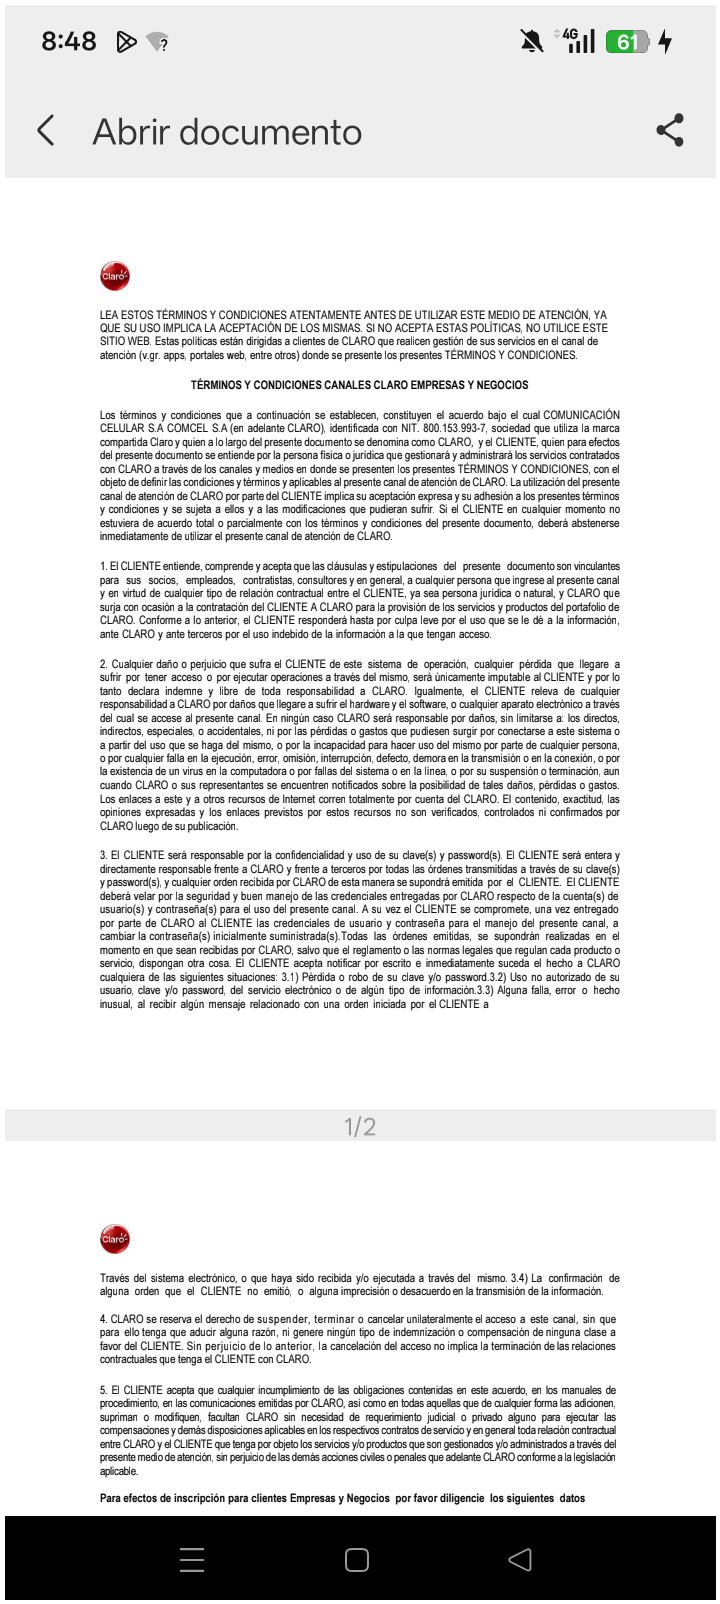 8:48
4G
61
Abrir documento
Claro
LEA ESTOS TÉRMINOS Y CONDICIONES ATENTAMENTE ANTES DE UTILIZAR ESTE MEDIO DE ATENCIÓN, YA
QUE SU USO IMPLICA LA ACEPTACIÓN DE LOS MISMAS. SI NO ACEPTA ESTAS POLÍTICAS, NO UTILICE ESTE
SITIO WEB. Estas políticas están dirigidas a clientes de CLARO que realicen gestión de sus servicios en el canal de
atención (v.gr. apps, portales web, entre otros) donde se presente los presentes TÉRMINOS Y CONDICIONES.
TÉRMINOS Y CONDICIONES CANALES CLARO EMPRESAS Y NEGOCIOS
Los términos y condiciones que a continuación se establecen, constituyen el acuerdo bajo el cual COMUNICACIÓN
CELULAR S.A COMCEL S.A (en adelante CLARO), identificada con NIT. 800.153.993-7, sociedad que utiliza la marca
compartida Claro y quien a lo largo del presente documento se denomina como CLARO, y el CLIENTE, quien para efectos
del presente documento se entiende por la persona física o jurídica que gestionará y administrará los servicios contratados
con CLARO a través de los canales y medios en donde se presenten los presentes TÉRMINOS Y CONDICIONES, con el
objeto de definir las condiciones y términos y aplicables al presente canal de atención de CLARO. La utilización del presente
canal de atención de CLARO por parte del CLIENTE implica su aceptación expresa y su adhesión a los presentes términos
y condiciones y se sujeta a ellos y a las modificaciones que pudieran sufrir. Si el CLIENTE en cualquier momento no
estuviera de acuerdo total o parcialmente con los términos y condiciones del presente documento, deberá abstenerse
inmediatamente de utilizar el presente canal de atención de CLARO.
1. El CLIENTE entiende, comprende y acepta que las cláusulas y estipulaciones del presente documento son vinculantes
para sus socios, empleados, contratistas, consultores y en general, a cualquier persona que ingrese al presente canal
y en virtud de cualquier tipo de relación contractual entre el CLIENTE, ya sea persona jurídica o natural, y CLARO que
surja con ocasión a la contratación del CLIENTE A CLARO para la provisión de los servicios y productos del portafolio de
CLARO. Conforme a lo anterior, el CLIENTE responderá hasta por culpa leve por el uso que se le dé a la información,
ante CLARO y ante terceros por el uso indebido de la información a la que tengan acceso.
2. Cualquier daño o perjuicio que sufra el CLIENTE de este sistema de operación, cualquier pérdida que llegare a
sufrir por tener acceso o por ejecutar operaciones a través del mismo, será únicamente imputable al CLIENTE y por lo
tanto declara indemne y libre de toda responsabilidad a CLARO. Igualmente, el CLIENTE releva de cualquier
responsabilidad a CLARO por daños que llegare a sufrir el hardware y el software, o cualquier aparato electrónico a través
del cual se accese al presente canal. En ningún caso CLARO será responsable por daños, sin limitarse a: los directos,
indirectos, especiales, o accidentales, ni por las pérdidas o gastos que pudiesen surgir por conectarse a este sistema o
a partir del uso que se haga del mismo, o por la incapacidad para hacer uso del mismo por parte de cualquier persona,
o por cualquier falla en la ejecución, error, omisión, interrupción, defecto, demora en la transmisión o en la conexión, o por
la existencia de un virus en la computadora o por fallas del sistema o en la línea, o por su suspensión o terminación, aun
cuando CLARO o sus representantes se encuentren notificados sobre la posibilidad de tales daños, pérdidas o gastos.
Los enlaces a este y a otros recursos de Internet corren totalmente por cuenta del CLARO. El contenido, exactitud, las
opiniones expresadas y los enlaces previstos por estos recursos no son verificados, controlados ni confirmados por
CLARO luego de su publicación.
3. El CLIENTE será responsable por la confidencialidad y uso de su clave(s) y password(s). El CLIENTE será entera y
directamente responsable frente a CLARO y frente a terceros por todas las órdenes transmitidas a través de su clave(s)
y password(s), y cualquier orden recibida por CLARO de esta manera se supondrá emitida por el CLIENTE. El CLIENTE
deberá velar por la seguridad y buen manejo de las credenciales entregadas por CLARO respecto de la cuenta(s) de
usuario(s) y contraseña(s) para el uso del presente canal. A su vez el CLIENTE se compromete, una vez entregado
por parte de CLARO al CLIENTE las credenciales de usuario y contraseña para el manejo del presente canal, a
cambiar la contraseña(s) inicialmente suministrada(s).Todas las órdenes emitidas, se supondrán realizadas en el
momento en que sean recibidas por CLARO, salvo que el reglamento o las normas legales que regulan cada producto o
servicio, dispongan otra cosa. El CLIENTE acepta notificar por escrito e inmediatamente suceda el hecho a CLARO
cualquiera de las siguientes situaciones: 3.1) Pérdida o robo de su clave y/o password.3.2) Uso no autorizado de su
usuario, clave y/o password, del servicio electrónico o de algún tipo de información.3.3) Alguna falla, error o hecho
inusual, al recibir algún mensaje relacionado con una orden iniciada por el CLIENTE a
1/2
Claro
Través del sistema electrónico, o que haya sido recibida y/o ejecutada a través del mismo. 3.4) La confirmación de
alguna orden que el CLIENTE no emitió, o alguna imprecisión o desacuerdo en la transmisión de la información.
4. CLARO se reserva el derecho de suspender, terminar o cancelar unilateralmente el acceso a este canal, sin que
para ello tenga que aducir alguna razón, ni genere ningún tipo de indemnización o compensación de ninguna clase a
favor del CLIENTE. Sin perjuicio de lo anterior, la cancelación del acceso no implica la terminación de las relaciones
contractuales que tenga el CLIENTE con CLARO.
5. El CLIENTE acepta que cualquier incumplimiento de las obligaciones contenidas en este acuerdo, en los manuales de
procedimiento, en las comunicaciones emitidas por CLARO, así como en todas aquellas que de cualquier forma las adicionen,
supriman o modifiquen, facultan CLARO sin necesidad de requerimiento judicial o privado alguno para ejecutar las
compensaciones y demás disposiciones aplicables en los respectivos contratos de servicio y en general toda relación contractual
entre CLARO y el CLIENTE que tenga por objeto los servicios y/o productos que son gestionados y/o administrados a través del
presente medio de atención, sin perjuicio de las demás acciones civiles o penales que adelante CLARO conforme a la legislación
aplicable.
Para efectos de inscripción para clientes Empresas y Negocios por favor diligencie los siguientes datos